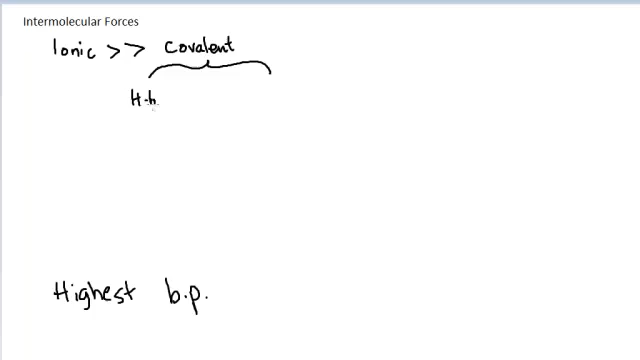 Intermolecular Forces
Ionic >> Covalent
H-h
Highest b.p.